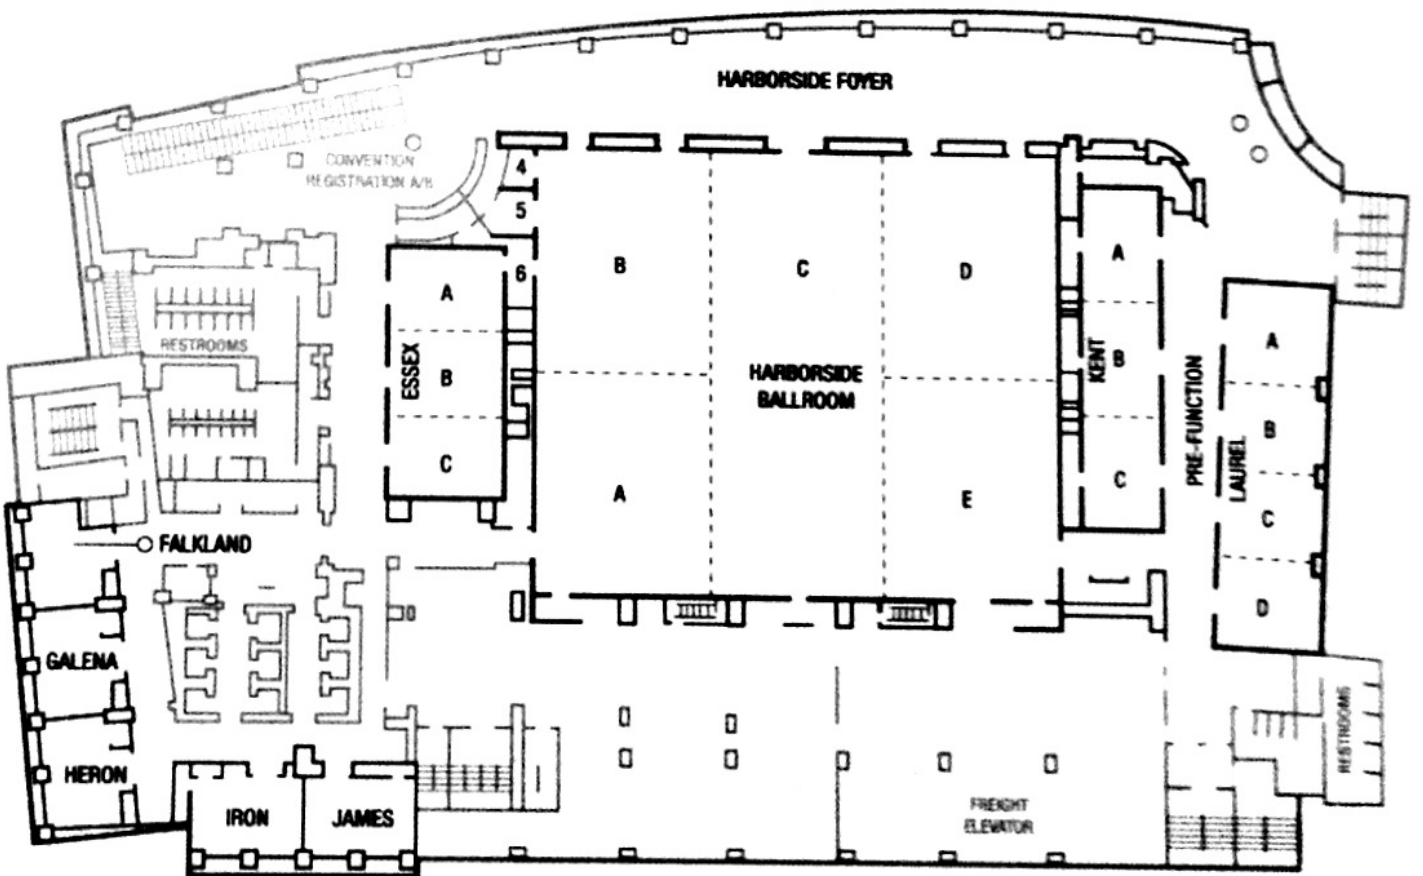 HARBORSIDE FOYER
CONVENTION
REGISTRATION A/B
4
5
6
B
C
D
A
A
ESSEX
B
C
RESTROOMS
HARBORSIDE
BALLROOM
A
E
KENT
B
C
PRE-FUNCTION
A
B
LAUREL
C
D
FALKLAND
GALENA
HERON
IRON
JAMES
FREIGHT
ELEVATOR
RESTROOMS